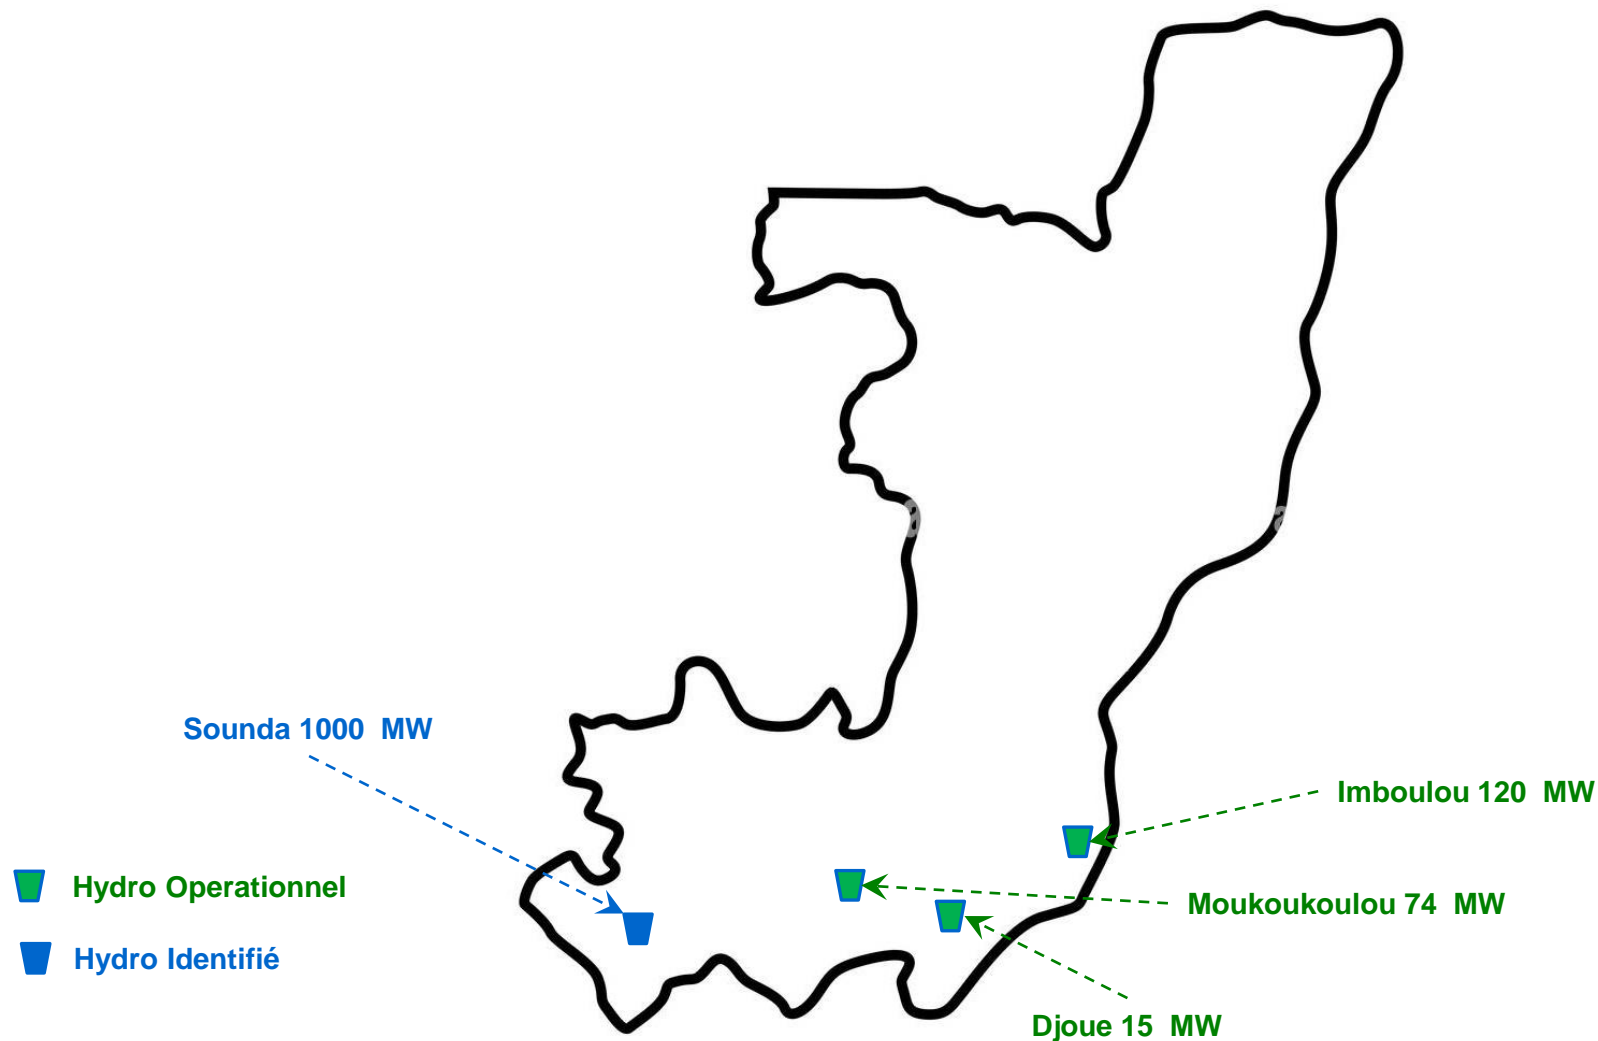 Sounda 1000 MW
Imboulou 120 MW
Hydro Operationnel
Moukoukoulou 74 MW
Hydro Identifié
Djoue 15 MW